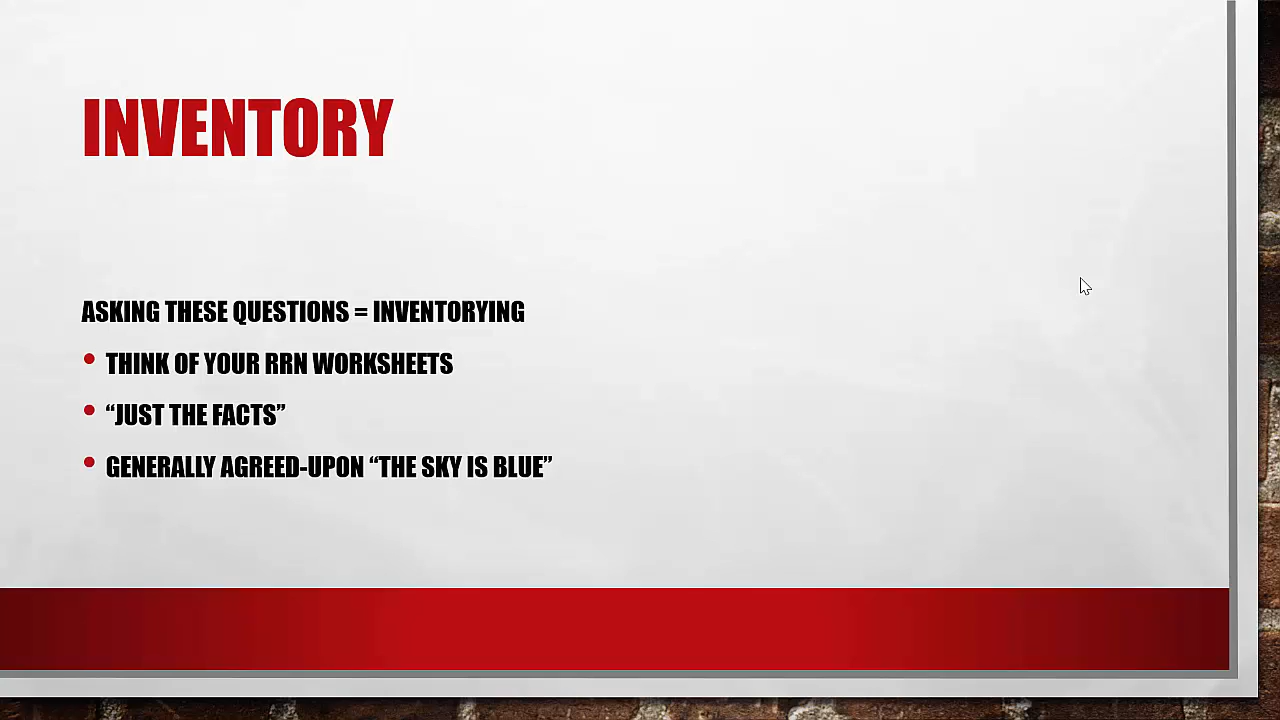 INVENTORY
ASKING THESE QUESTIONS = INVENTORYING
• THINK OF YOUR RRN WORKSHEETS
• “JUST THE FACTS”
• GENERALLY AGREED-UPON “THE SKY IS BLUE”